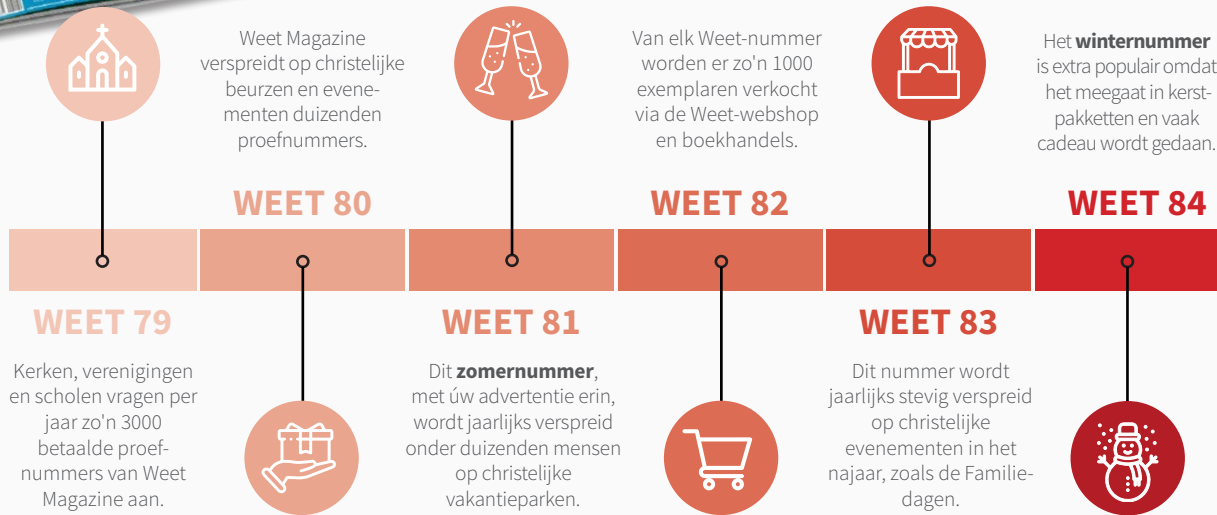 Weet Magazine
verspreidt op christelijke
beurzen en evene-
menten duizenden
proefnummers.
WEET 80
Van elk Weet-nummer
worden er zo'n 1000
exemplaren verkocht
via de Weet-webshop
en boekhandels.
WEET 82
Het winternummer
is extra populair omdat
het meegaat in kerst-
pakketten en vaak
cadeau wordt gedaan.
WEET 84
WEET 79
Kerken, verenigingen
en scholen vragen per
jaar zo'n 3000
betaalde proef-
nummers van Weet
Magazine aan.
WEET 81
Dit zomernummer,
met úw advertentie erin,
wordt jaarlijks verspreid
onder duizenden mensen
op christelijke
vakantieparken.
WEET 83
Dit nummer wordt
jaarlijks stevig verspreid
op christelijke
evenementen in het
najaar, zoals de Familie-
dagen.